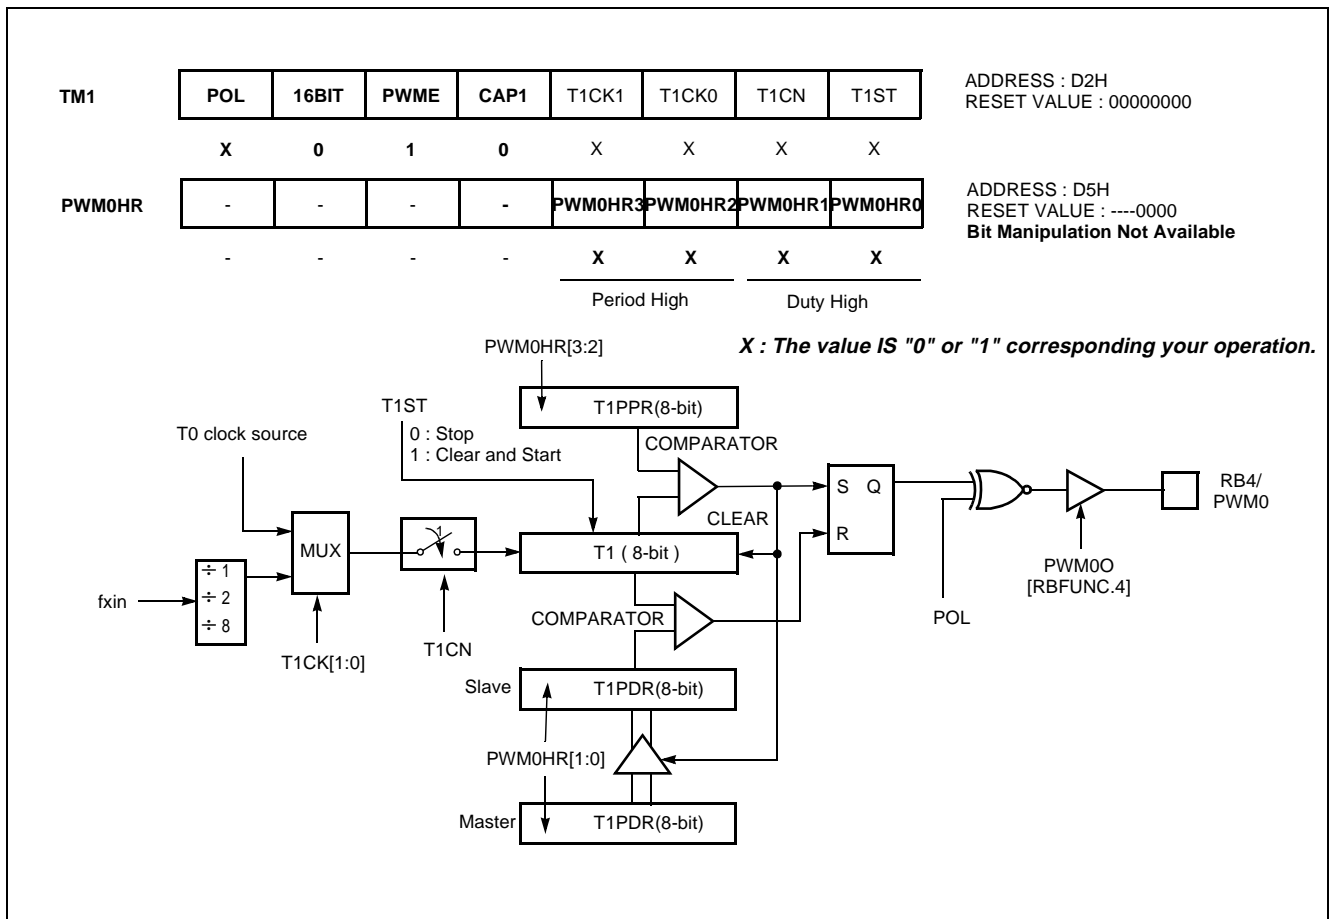 TM1 POL 16BIT PWME CAP1 T1CK1 T1CK0 T1CN T1ST
ADDRESS : D2H
RESET VALUE : 00000000
X 0 1 0 X X X X
PWM0HR - - - - PWM0HR3 PWM0HR2 PWM0HR1 PWM0HR0
ADDRESS : D5H
RESET VALUE : ----0000
Bit Manipulation Not Available
- - - - X X X X
Period High Duty High
X : The value IS "0" or "1" corresponding your operation.
PWM0HR[3:2]
T1PPR(8-bit)
T1ST
0 : Stop
1 : Clear and Start
T0 clock source
COMPARATOR
S Q
R
RB4/
PWM0
CLEAR
MUX
1
T1 ( 8-bit )
÷ 1
÷ 2
÷ 8
fxin
PWM0O
[RBFUNC.4]
POL
COMPARATOR
T1CK[1:0]
T1CN
Slave
T1PDR(8-bit)
PWM0HR[1:0]
Master
T1PDR(8-bit)